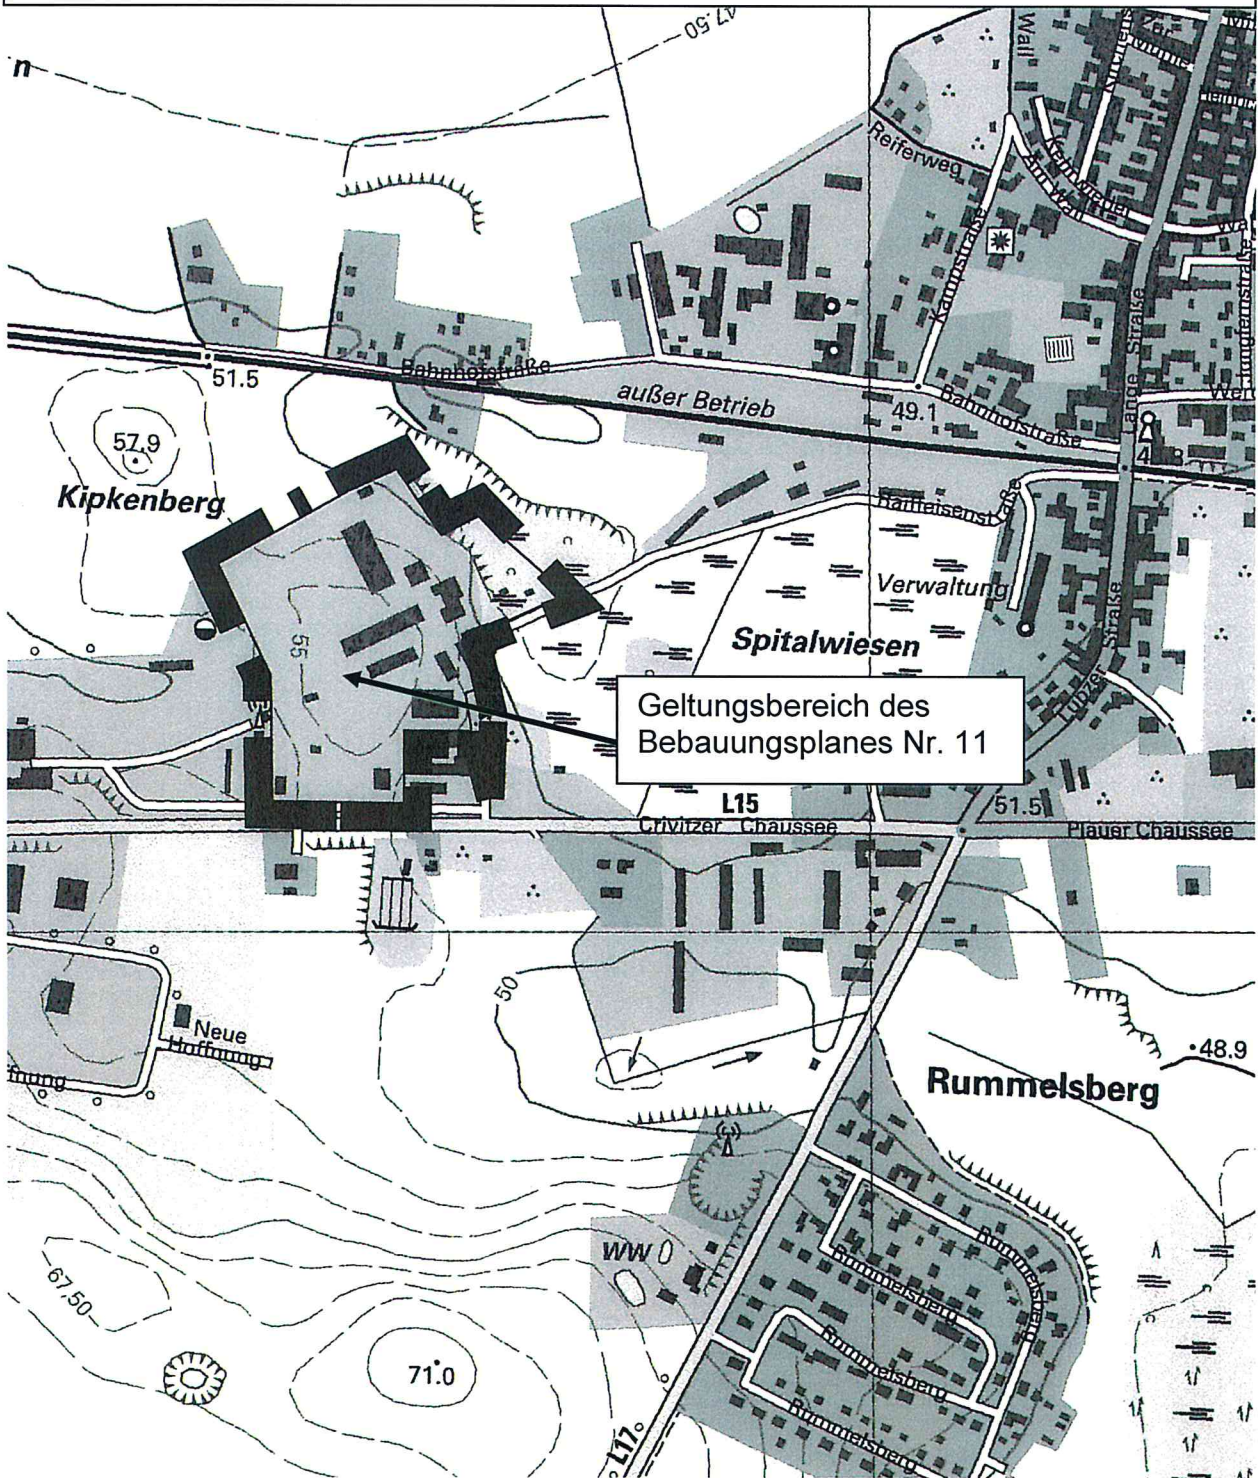 47.50
n
Wall
Reiferweg
Am Wall
Kampstraße
Lange Straße
Bahnhofstraße
51.5
außer Betrieb
49.1
Bahnhofstraße
57.9
Kipkenberg
Verwaltung
Spitalwiesen
55
Straße
Lübzer
Geltungsbereich des
Bebauungsplanes Nr. 11
L15
51.5
Crivitzer Chaussee
Plauer Chaussee
50
Neue
Hoffnung
48.9
Rummelsberg
WW
Rummelsberg
Rummelsberg
67,50
Rummelsberg
71.0
Rummelsberg
L17